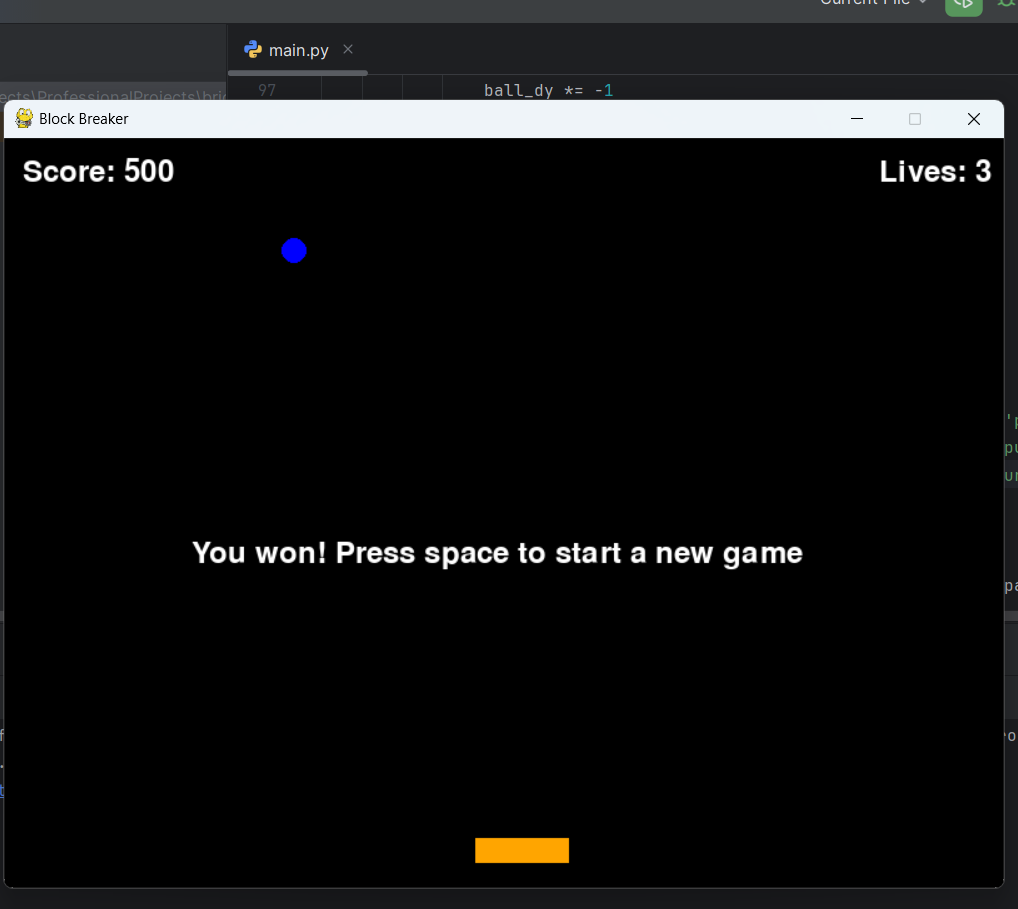 Current File
main.py
ects\ProfessionalProjects\bri
97 ball_dy *= -1
Block Breaker
Score: 500 Lives: 3
You won! Press space to start a new game